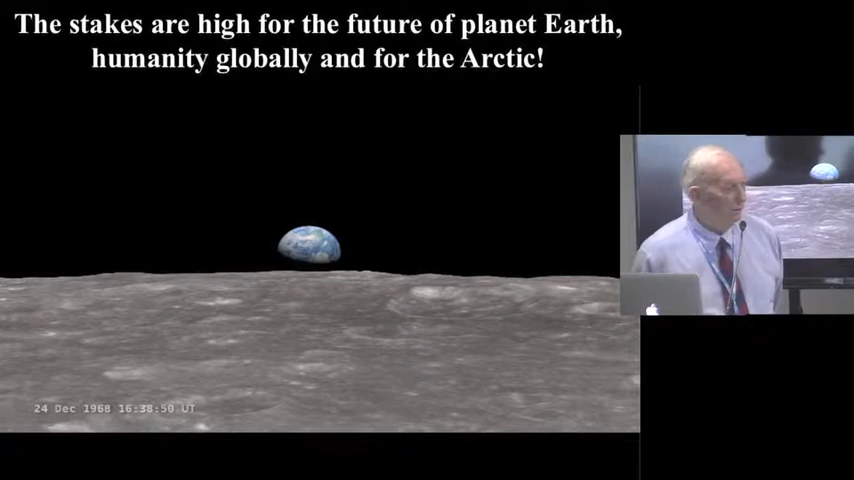 The stakes are high for the future of planet Earth,
humanity globally and for the Arctic!
24 Dec 1968 16:38:50 UT